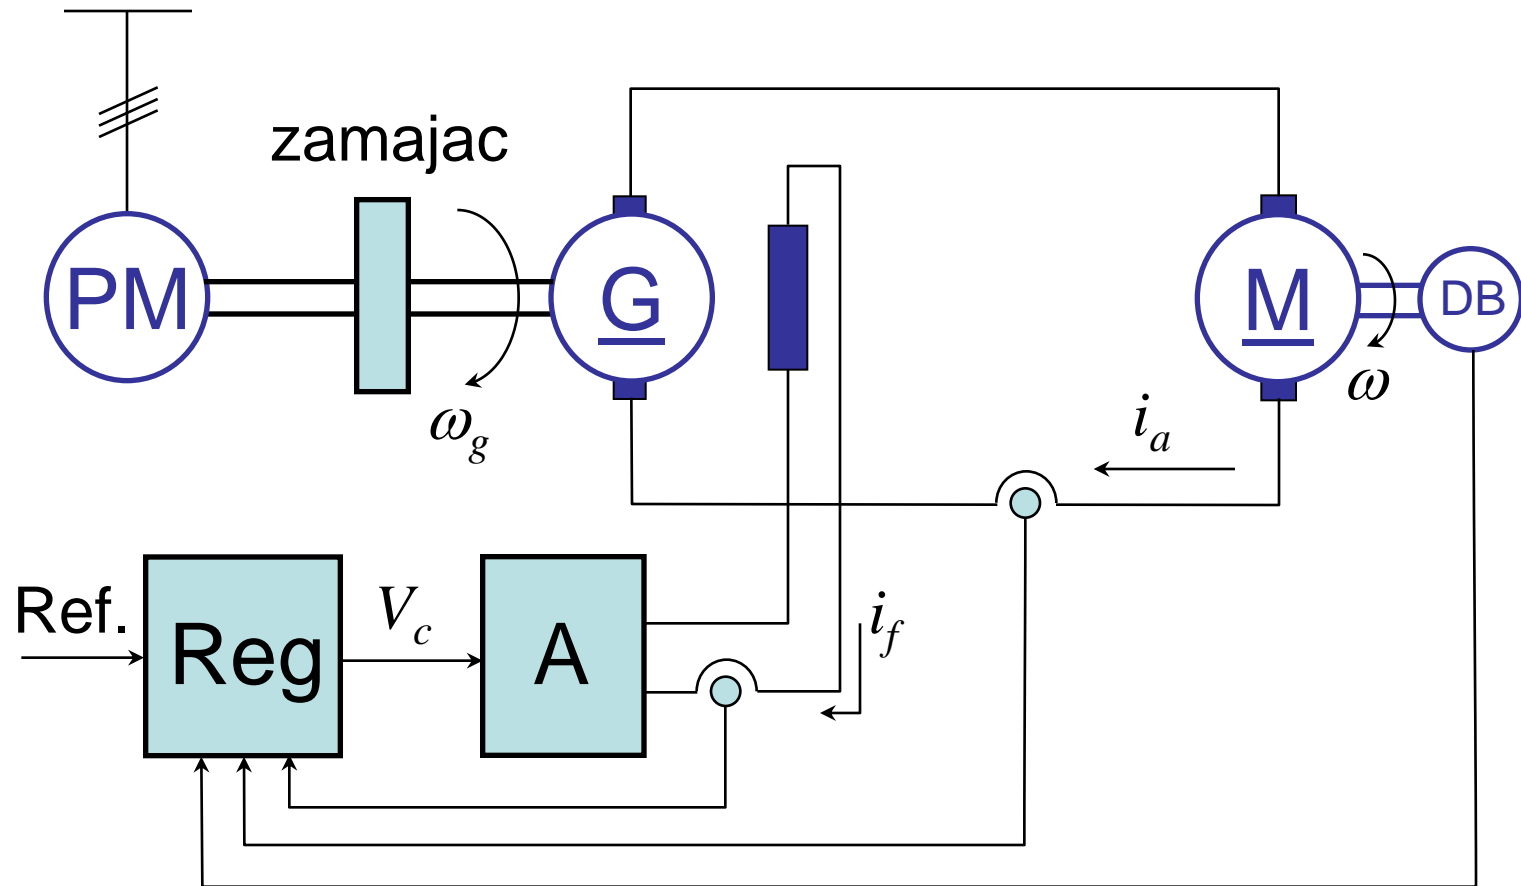 zamajac
PM
G
M
DB
ω
ω_g
i_a
Ref.
Reg
V_c
A
i_f